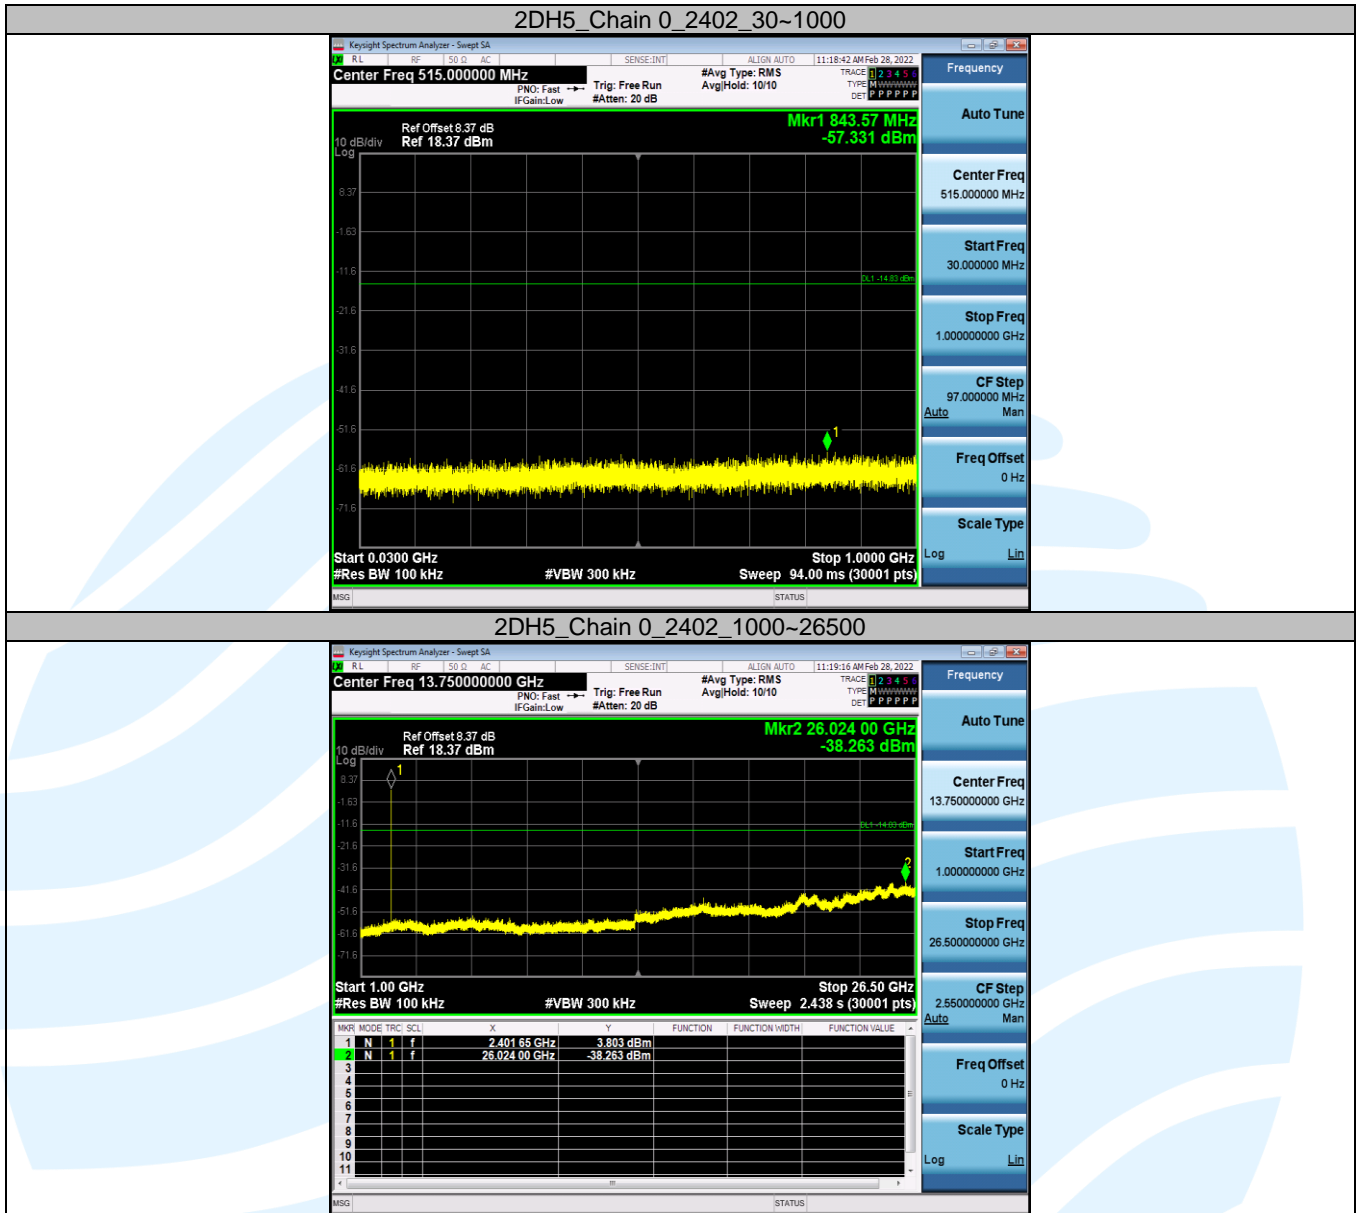 2DH5_Chain 0_2402_30~1000
Keysight Spectrum Analyzer - Swept SA
RL RF 50 Ω AC SENSE:INT ALIGN AUTO 11:18:42 AM Feb 28, 2022
Center Freq 515.000000 MHz
PNO: Fast
IFGain:Low
Trig: Free Run
#Atten: 20 dB
#Avg Type: RMS
Avg|Hold: 10/10
TRACE 1 2 3 4 5 6
TYPE M WWWWW
DET P P P P P P
Frequency
Mkr1 843.57 MHz
-57.331 dBm
Ref Offset 8.37 dB
10 dB/div Ref 18.37 dBm
Log
8.37
-1.63
-11.6
-21.6
-31.6
-41.6
-51.6
-61.6
-71.6
DL1 -14.83 dBm
1
Start 0.0300 GHz Stop 1.0000 GHz
#Res BW 100 kHz #VBW 300 kHz Sweep 94.00 ms (30001 pts)
Auto Tune
Center Freq
515.000000 MHz
Start Freq
30.000000 MHz
Stop Freq
1.000000000 GHz
CF Step
97.000000 MHz
Auto Man
Freq Offset
0 Hz
Scale Type
Log Lin
MSG STATUS
2DH5_Chain 0_2402_1000~26500
Keysight Spectrum Analyzer - Swept SA
RL RF 50 Ω AC SENSE:INT ALIGN AUTO 11:19:16 AM Feb 28, 2022
Center Freq 13.750000000 GHz
PNO: Fast
IFGain:Low
Trig: Free Run
#Atten: 20 dB
#Avg Type: RMS
Avg|Hold: 10/10
TRACE 1 2 3 4 5 6
TYPE M WWWWW
DET P P P P P P
Frequency
Mkr2 26.024 00 GHz
-38.263 dBm
Ref Offset 8.37 dB
10 dB/div Ref 18.37 dBm
Log
8.37
-1.63
-11.6
-21.6
-31.6
-41.6
-51.6
-61.6
-71.6
1
DL1 -14.83 dBm
2
Start 1.00 GHz Stop 26.50 GHz
#Res BW 100 kHz #VBW 300 kHz Sweep 2.438 s (30001 pts)
MKR MODE TRC SCL X Y FUNCTION FUNCTION WIDTH FUNCTION VALUE
1 N 1 f 2.401 65 GHz 3.803 dBm
2 N 1 f 26.024 00 GHz -38.263 dBm
3
4
5
6
7
8
9
10
11
Auto Tune
Center Freq
13.750000000 GHz
Start Freq
1.000000000 GHz
Stop Freq
26.500000000 GHz
CF Step
2.550000000 GHz
Auto Man
Freq Offset
0 Hz
Scale Type
Log Lin
MSG STATUS